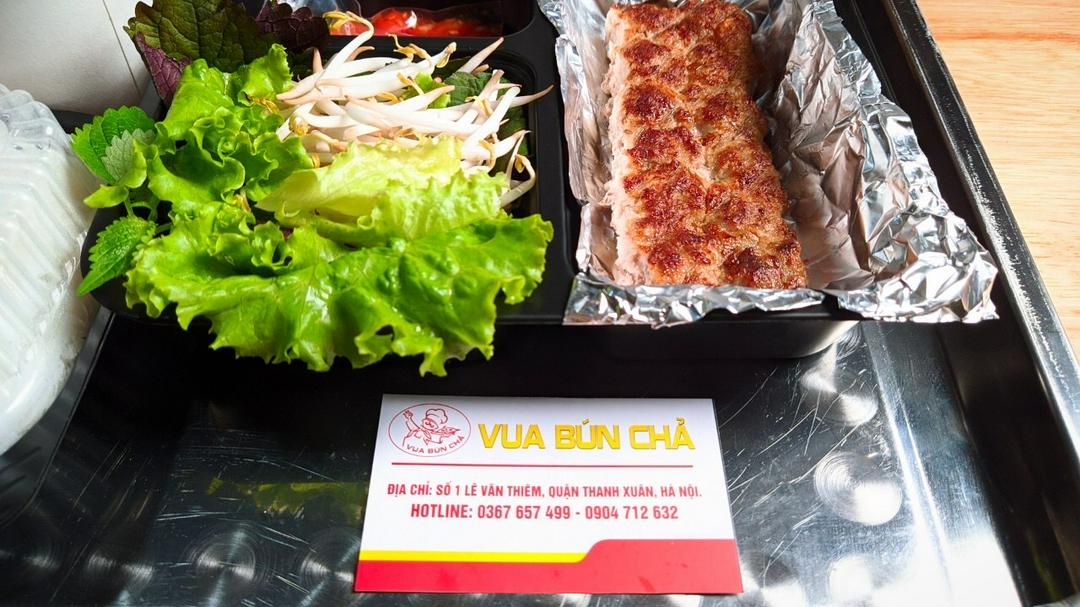 VUA BÚN CHẢ
VUA BÚN CHẢ
ĐỊA CHỈ: SỐ 1 LÊ VĂN THIÊM, QUẬN THANH XUÂN, HÀ NỘI.
HOTLINE: 0367 657 499 - 0904 712 632